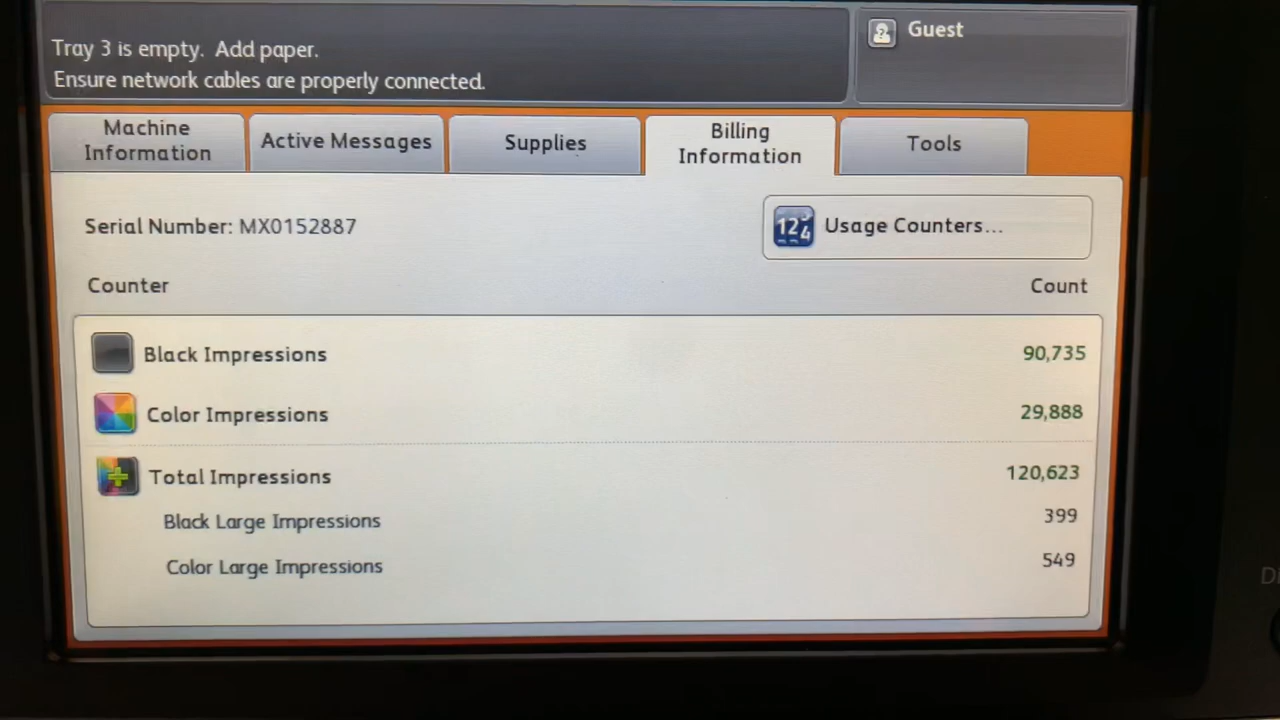 Tray 3 is empty. Add paper.
Ensure network cables are properly connected.
Guest
Machine
Information
Active Messages
Supplies
Billing
Information
Tools
Serial Number: MX0152887
Usage Counters...
Counter
Count
Black Impressions
90,735
Color Impressions
29,888
Total Impressions
120,623
Black Large Impressions
399
Color Large Impressions
549